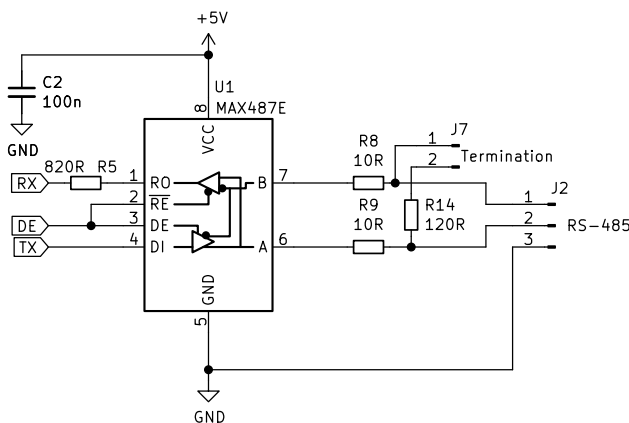 +5V
C2
100n
GND
U1
MAX487E
8
VCC
820R R5
RX
1
RO
2
RE
DE
3
DE
TX
4
DI
B
7
A
6
GND
5
GND
R8
10R
R9
10R
J7
1
2
Termination
R14
120R
J2
1
2
3
RS-485